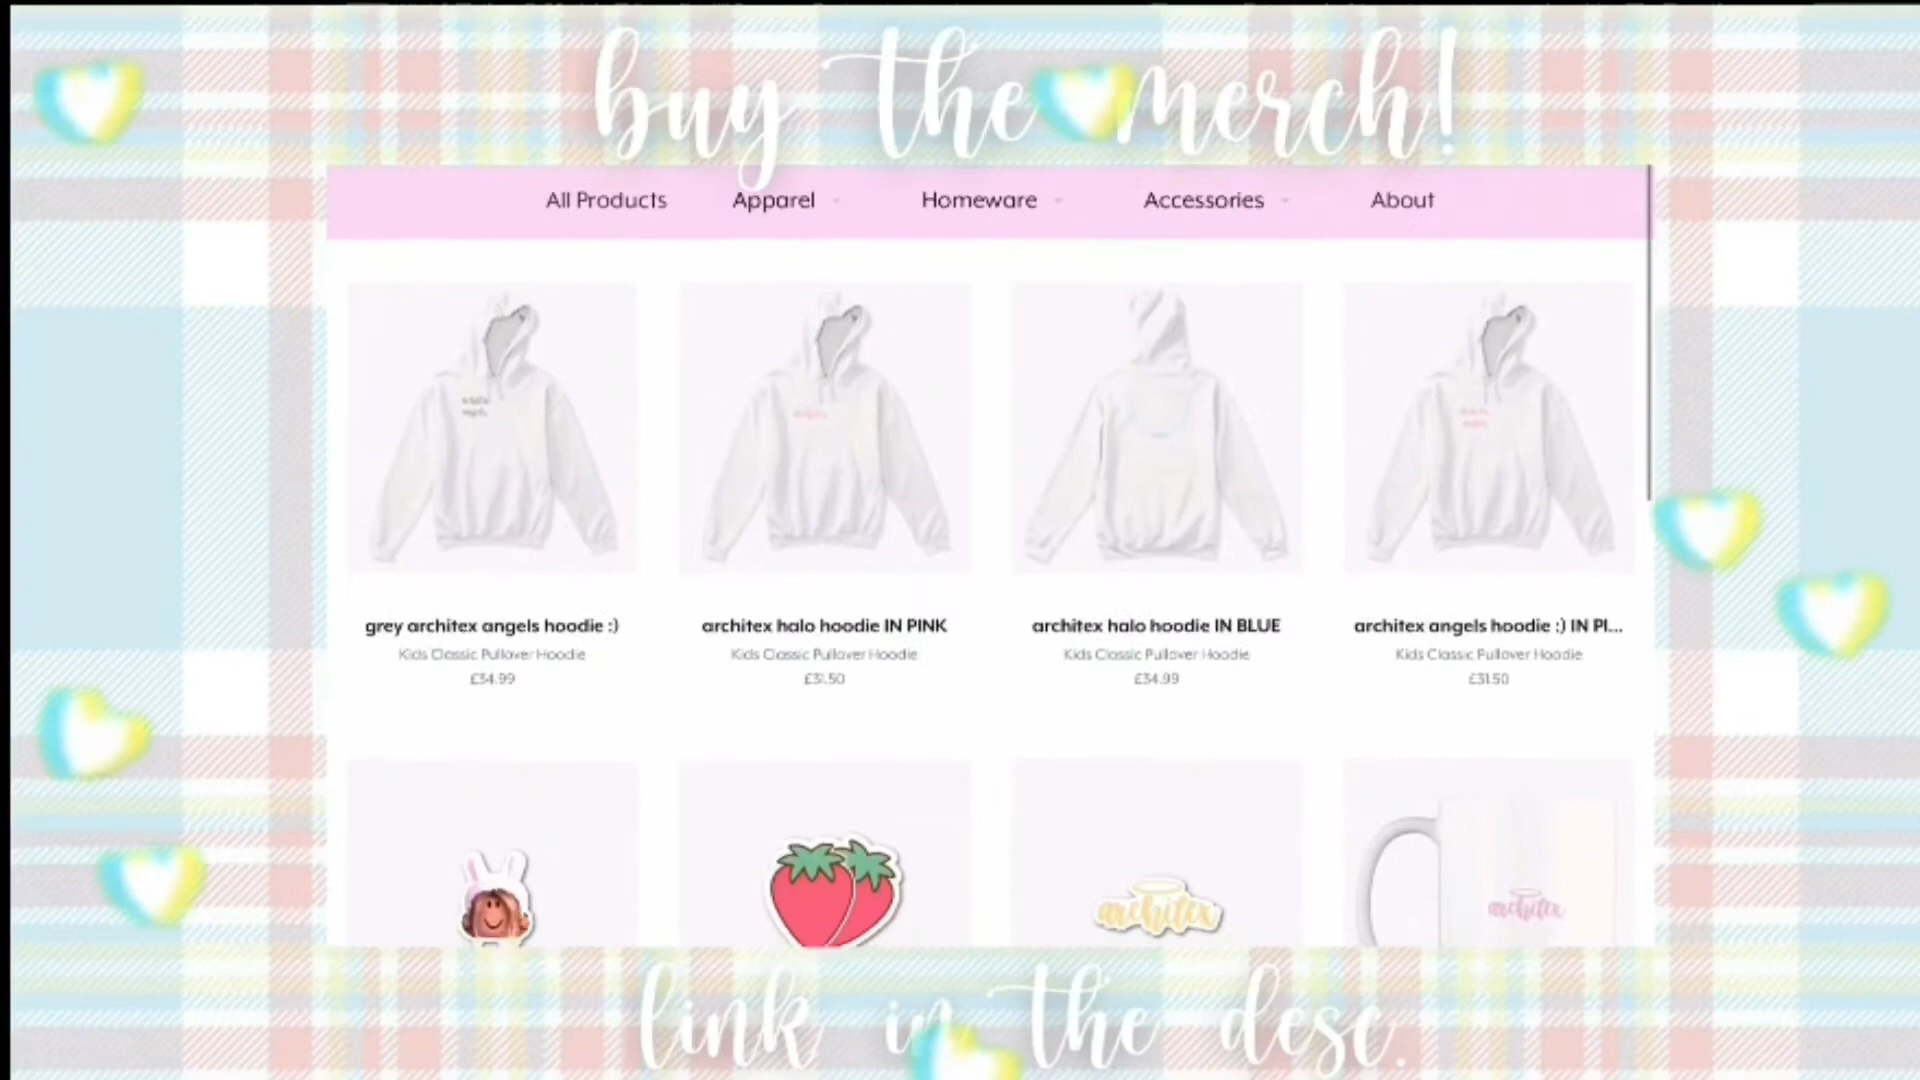 buy the merch!
All Products Apparel Homeware Accessories About
grey architex angels hoodie :)
Kids Classic Pullover Hoodie
£34.99
architex halo hoodie IN PINK
Kids Classic Pullover Hoodie
£31.50
architex halo hoodie IN BLUE
Kids Classic Pullover Hoodie
£34.99
architex angels hoodie :) IN PI...
Kids Classic Pullover Hoodie
£31.50
architex
architex
link in the desc.